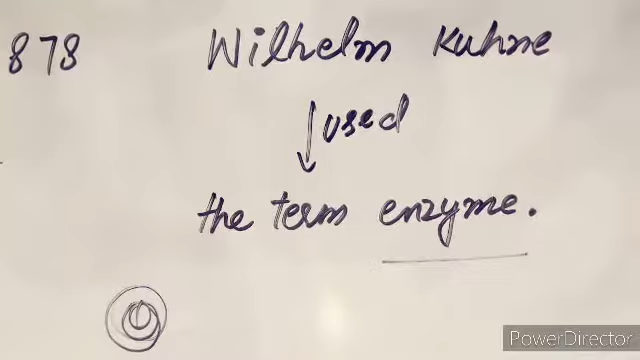 878 Wilhelm Kuhne
used
the term enzyme.
PowerDirector